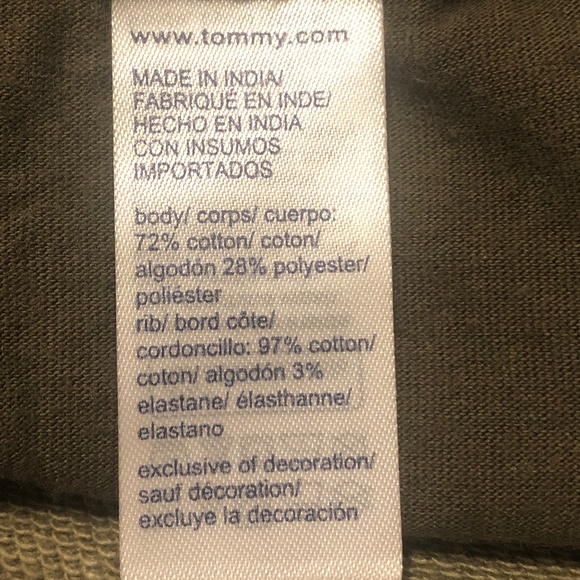 www.tommy.com
MADE IN INDIA/
FABRIQUÉ EN INDE/
HECHO EN INDIA
CON INSUMOS
IMPORTADOS
body/ corps/ cuerpo:
72% cotton/ coton/
algodón 28% polyester/
poliéster
rib/ bord côte/
cordoncillo: 97% cotton/
coton/ algodón 3%
elastane/ élasthanne/
elastano
exclusive of decoration/
sauf décoration/
excluye la decoración